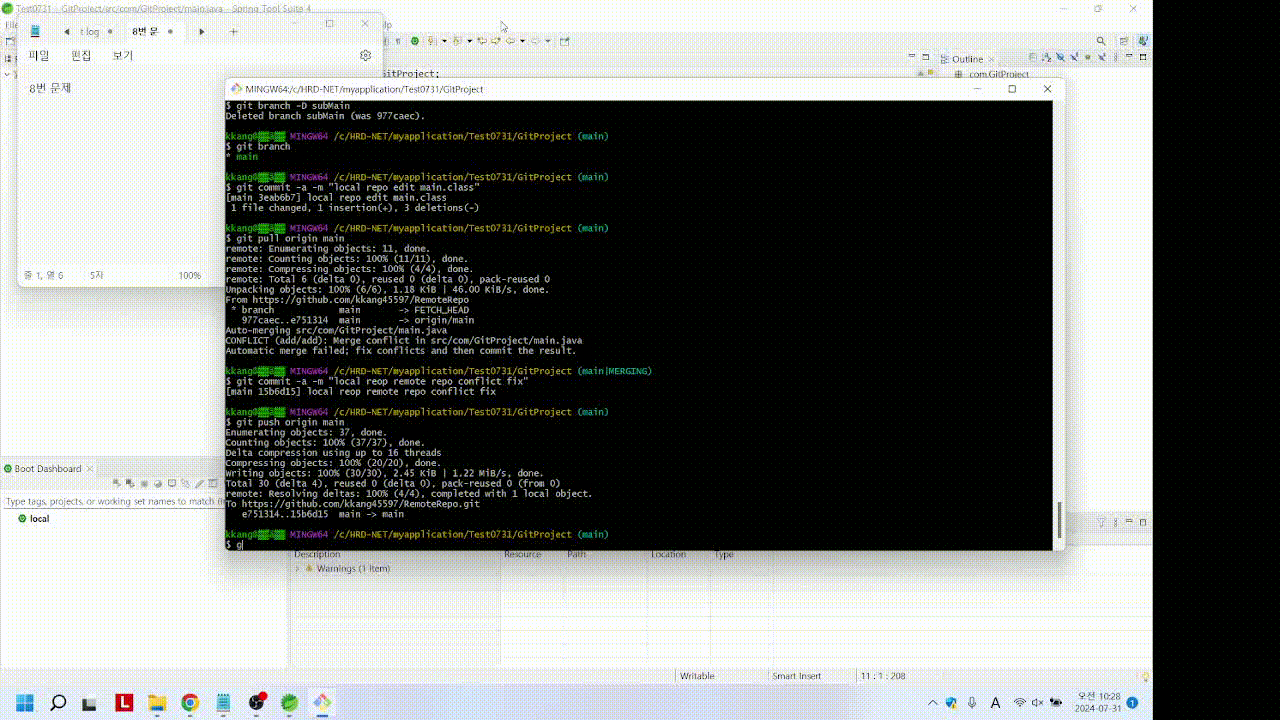 Test0731 - GitProject/src/com/GitProject/main.java - Spring Tool Suite 4
t log
8번 문
파일 편집 보기
8번 문제
줄 1, 열 6 5자 100%
GitProject;
Outline
com.GitProject
MINGW64:/c/HRD-NET/myapplication/Test0731/GitProject
$ git branch -D subMain
Deleted branch subMain (was 977caec).
MINGW64 /c/HRD-NET/myapplication/Test0731/GitProject (main)
$ git branch
* main
MINGW64 /c/HRD-NET/myapplication/Test0731/GitProject (main)
$ git commit -a -m "local repo edit main.class"
[main 3eab6b7] local repo edit main.class
1 file changed, 1 insertion(+), 3 deletions(-)
MINGW64 /c/HRD-NET/myapplication/Test0731/GitProject (main)
$ git pull origin main
remote: Enumerating objects: 11, done.
remote: Counting objects: 100% (11/11), done.
remote: Compressing objects: 100% (4/4), done.
remote: Total 6 (delta 0), reused 0 (delta 0), pack-reused 0
Unpacking objects: 100% (6/6), 1.18 KiB | 46.00 KiB/s, done.
From https://github.com/kkang45597/RemoteRepo
* branch main -> FETCH_HEAD
977caec..e751314 main -> origin/main
Auto-merging src/com/GitProject/main.java
CONFLICT (add/add): Merge conflict in src/com/GitProject/main.java
Automatic merge failed; fix conflicts and then commit the result.
MINGW64 /c/HRD-NET/myapplication/Test0731/GitProject (main|MERGING)
$ git commit -a -m "local reop remote repo conflict fix"
[main 15b6d15] local reop remote repo conflict fix
MINGW64 /c/HRD-NET/myapplication/Test0731/GitProject (main)
$ git push origin main
Enumerating objects: 37, done.
Counting objects: 100% (37/37), done.
Delta compression using up to 16 threads
Compressing objects: 100% (20/20), done.
Writing objects: 100% (30/30), 2.45 KiB | 1.22 MiB/s, done.
Total 30 (delta 4), reused 0 (delta 0), pack-reused 0 (from 0)
remote: Resolving deltas: 100% (4/4), completed with 1 local object.
To https://github.com/kkang45597/RemoteRepo.git
e751314..15b6d15 main -> main
MINGW64 /c/HRD-NET/myapplication/Test0731/GitProject (main)
$ g
Boot Dashboard
Type tags, projects, or working set names to match
local
Description Resource Path Location Type
Warnings (1 item)
Writable Smart Insert 11 : 1 : 208
A 오전 10:28
2024-07-31 1